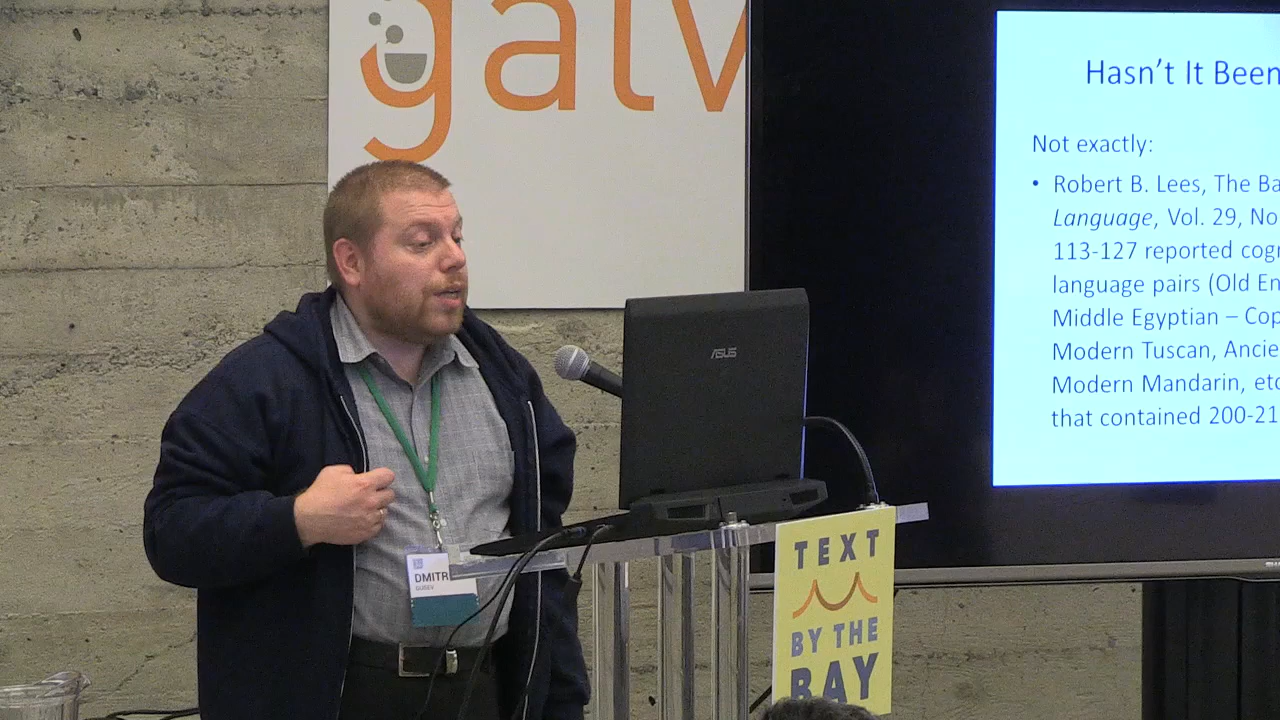 galv
Hasn't It Been
Not exactly:
• Robert B. Lees, The Ba
Language, Vol. 29, No
113-127 reported cogn
language pairs (Old En
Middle Egyptian – Cop
Modern Tuscan, Ancie
Modern Mandarin, etc
that contained 200-21
ASUS
DMITR
GUSEV
TEXT
BY THE
BAY